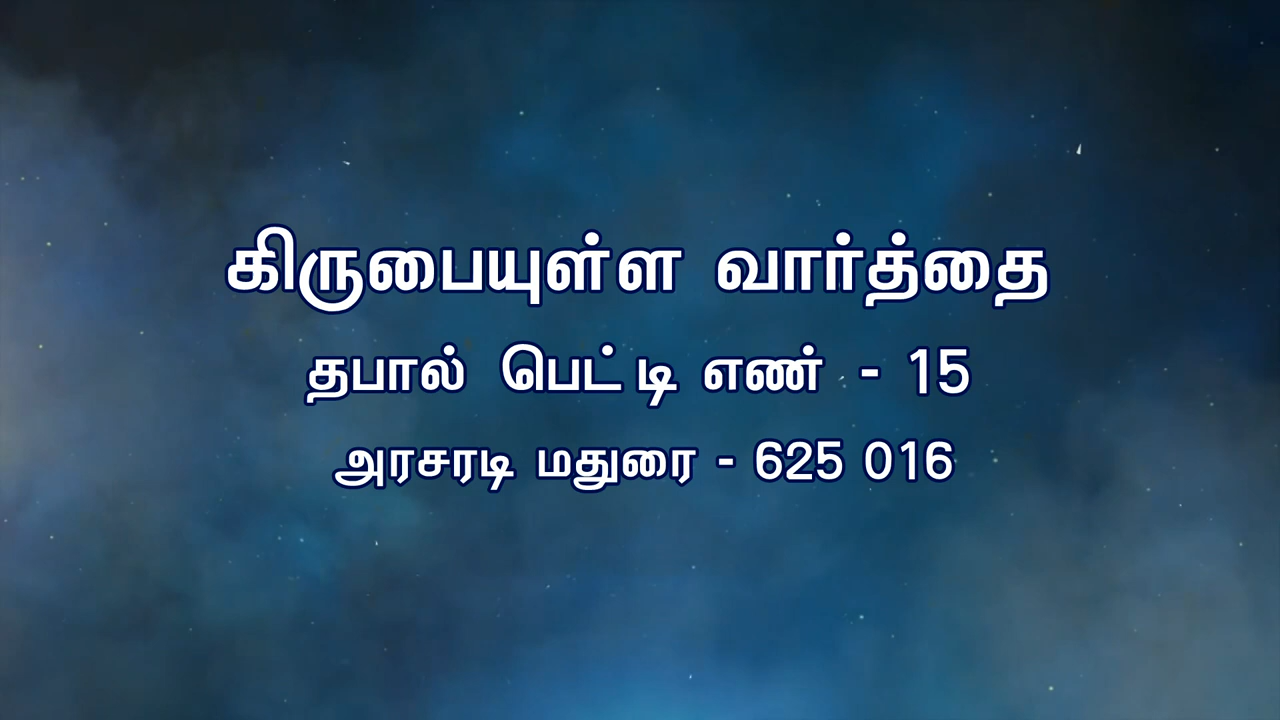 கிருபையுள்ள வார்த்தை
தபால் பெட்டி எண் - 15
அரசரடி மதுரை - 625 016